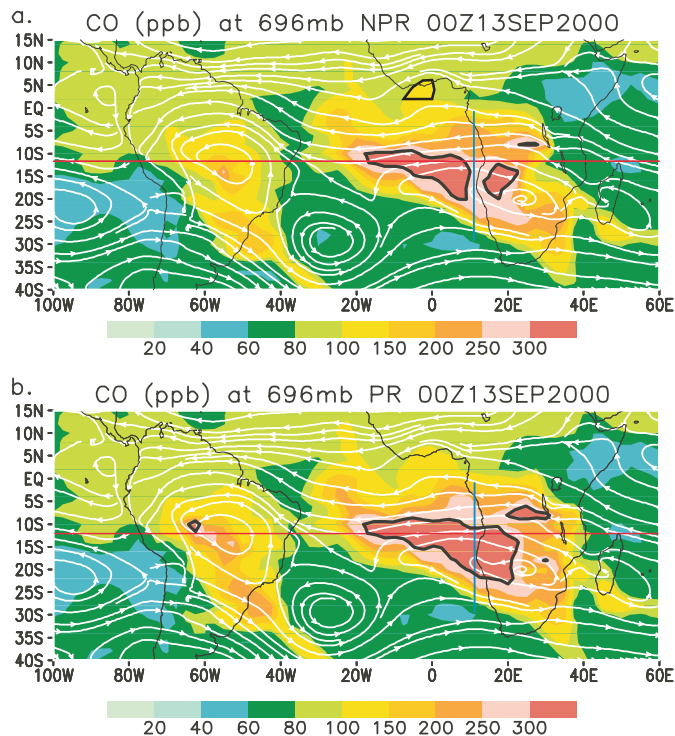 a.
CO (ppb) at 696mb NPR 00Z13SEP2000
15N
10N
5N
EQ
5S
10S
15S
20S
25S
30S
35S
40S
100W 80W 60W 40W 20W 0 20E 40E 60E
20 40 60 80 100 150 200 250 300
b.
CO (ppb) at 696mb PR 00Z13SEP2000
15N
10N
5N
EQ
5S
10S
15S
20S
25S
30S
35S
40S
100W 80W 60W 40W 20W 0 20E 40E 60E
20 40 60 80 100 150 200 250 300